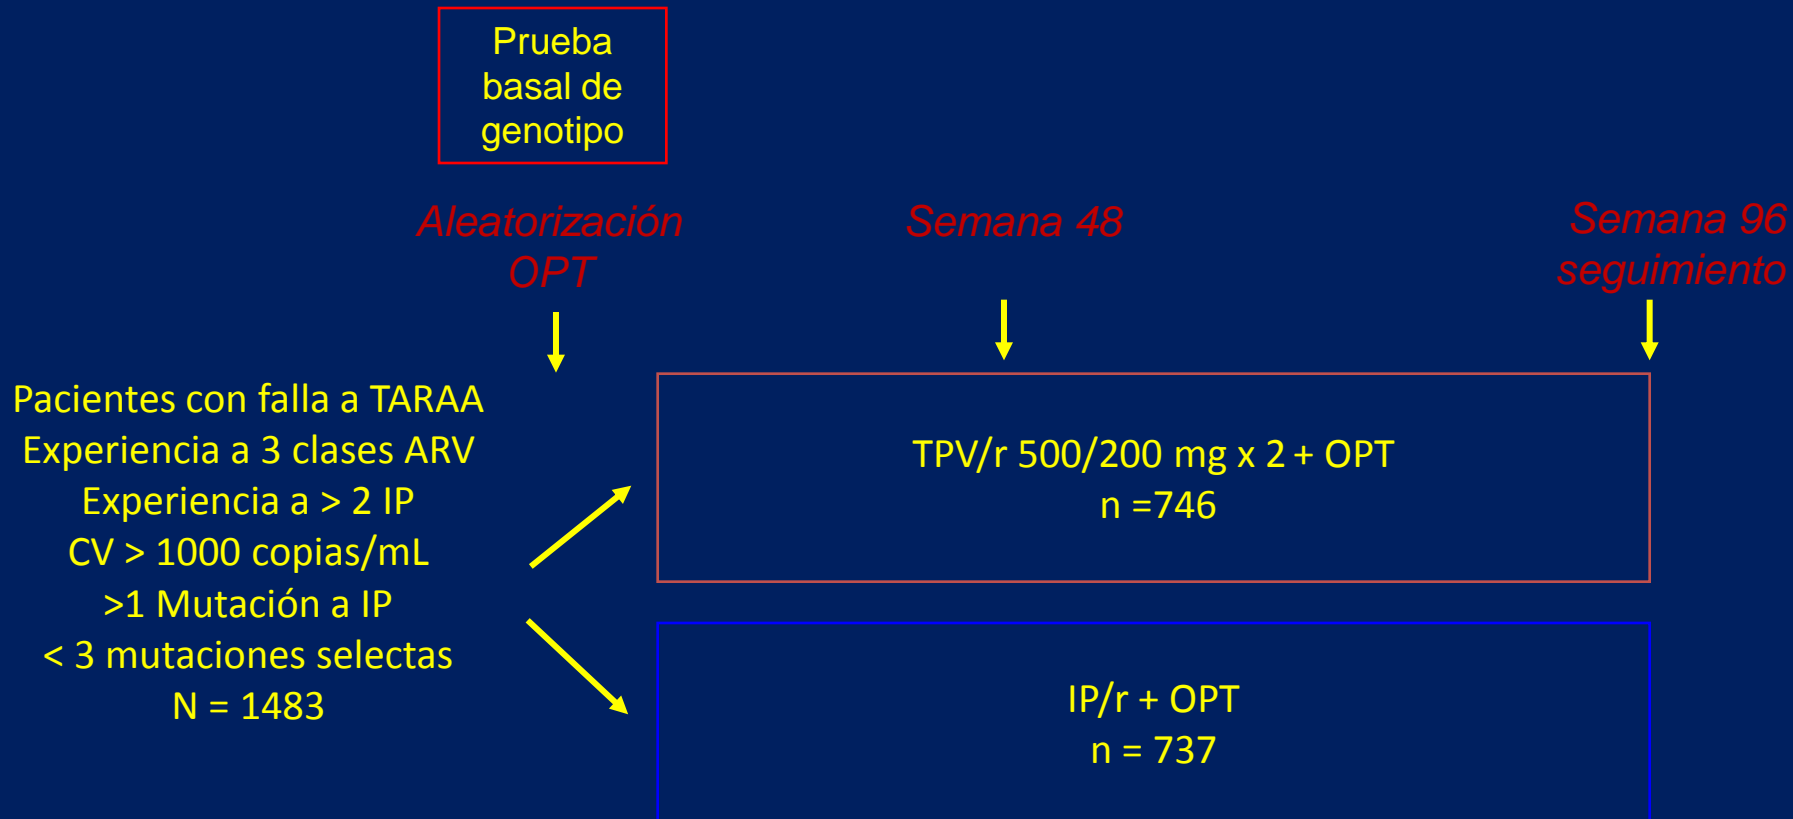 Prueba
basal de
genotipo
Aleatorización
OPT
Semana 48
Semana 96
seguimiento
Pacientes con falla a TARAA
Experiencia a 3 clases ARV
Experiencia a > 2 IP
CV > 1000 copias/mL
>1 Mutación a IP
< 3 mutaciones selectas
N = 1483
TPV/r 500/200 mg x 2 + OPT
n =746
IP/r + OPT
n = 737